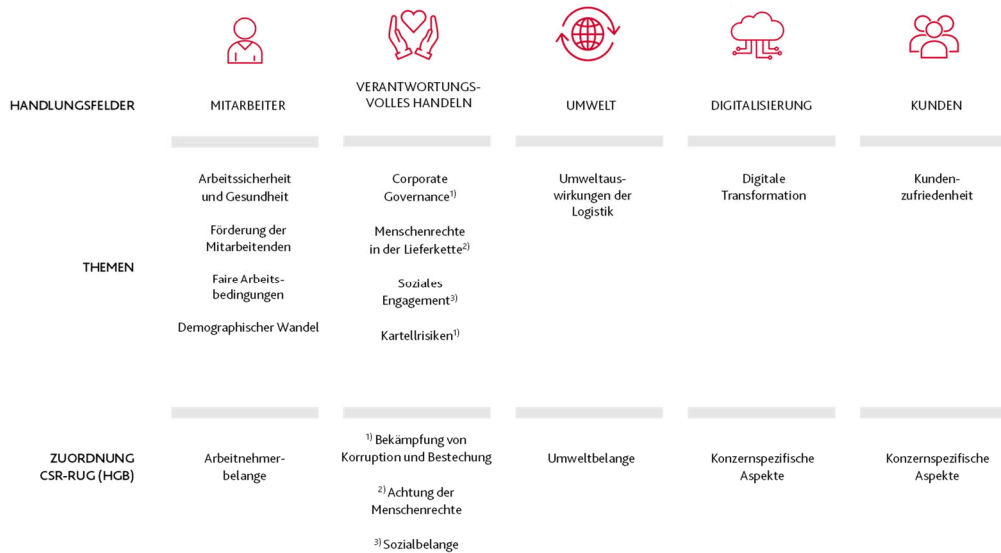 HANDLUNGSFELDER
MITARBEITER
VERANTWORTUNGS-
VOLLES HANDELN
UMWELT
DIGITALISIERUNG
KUNDEN
THEMEN
Arbeitssicherheit
und Gesundheit
Förderung der
Mitarbeitenden
Faire Arbeits-
bedingungen
Demographischer Wandel
Corporate
Governance¹⁾
Menschenrechte
in der Lieferkette²⁾
Soziales
Engagement³⁾
Kartellrisiken¹⁾
Umweltaus-
wirkungen der
Logistik
Digitale
Transformation
Kunden-
zufriedenheit
ZUORDNUNG
CSR-RUG (HGB)
Arbeitnehmer-
belange
¹⁾ Bekämpfung von
Korruption und Bestechung
²⁾ Achtung der
Menschenrechte
³⁾ Sozialbelange
Umweltbelange
Konzernspezifische
Aspekte
Konzernspezifische
Aspekte